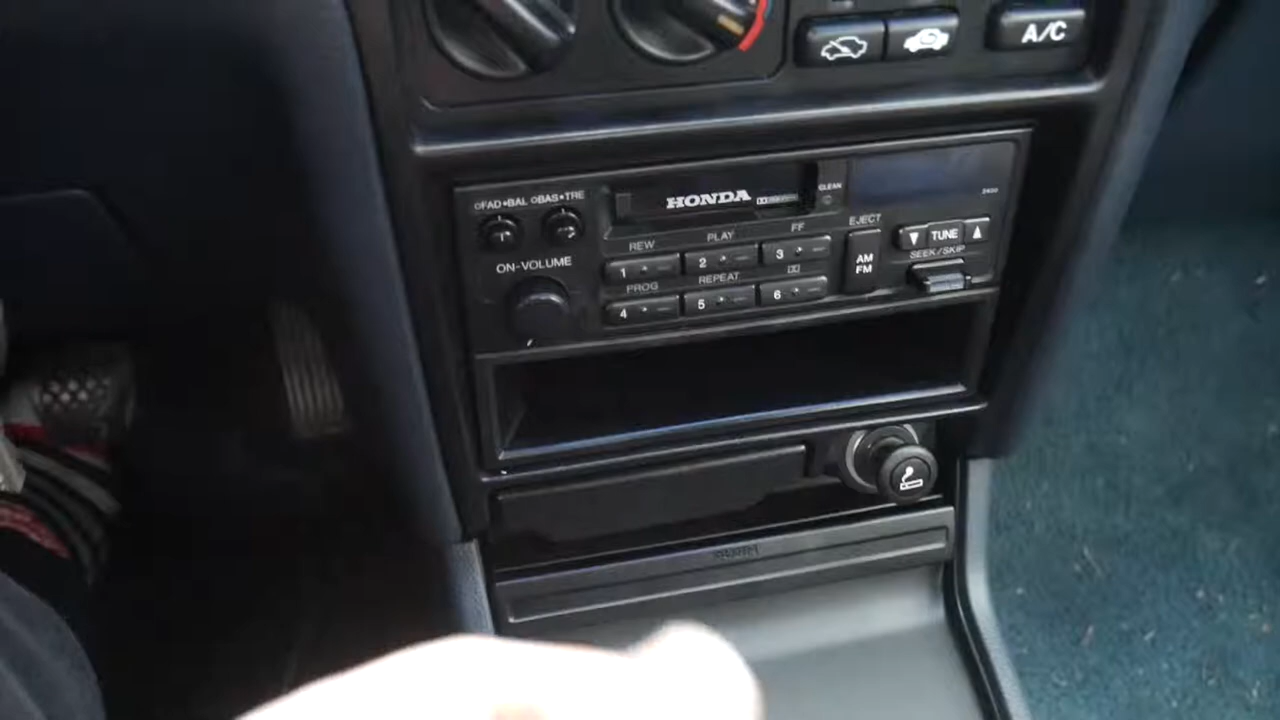 A/C
○FAD•BAL ○BAS•TRE
HONDA
CLEAN
2400
ON-VOLUME
REW
PLAY
FF
EJECT
1
2
3
AM
FM
TUNE
SEEK/SKIP
PROG
REPEAT
4
5
6